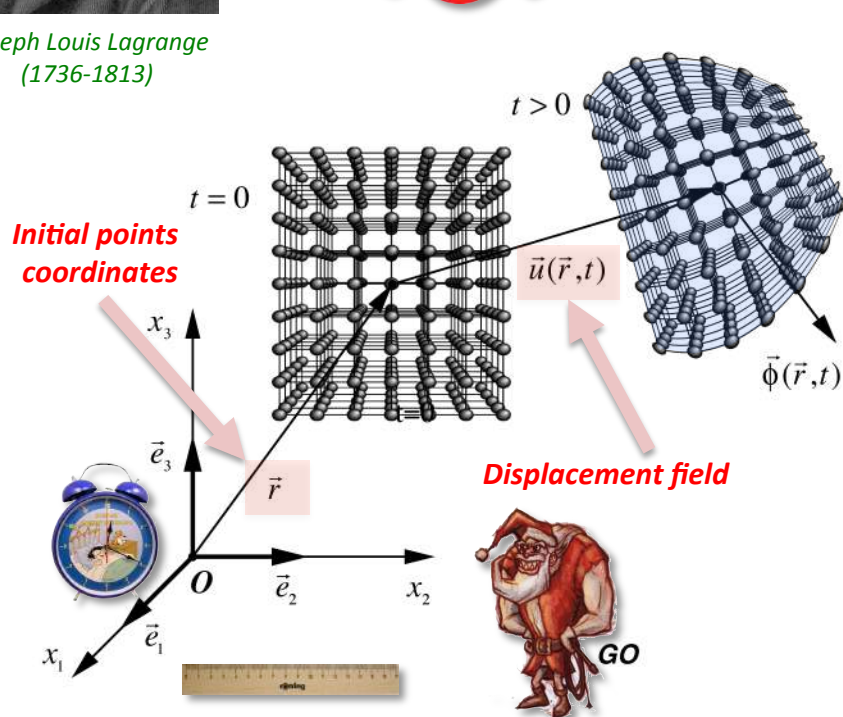 eph Louis Lagrange
(1736-1813)
t > 0
t = 0
Initial points
coordinates
u⃗(r⃗,t)
x₃
ϕ⃗(r⃗,t)
t=0
e⃗₃
Displacement field
r⃗
O
e⃗₂
x₂
e⃗₁
x₁
GO